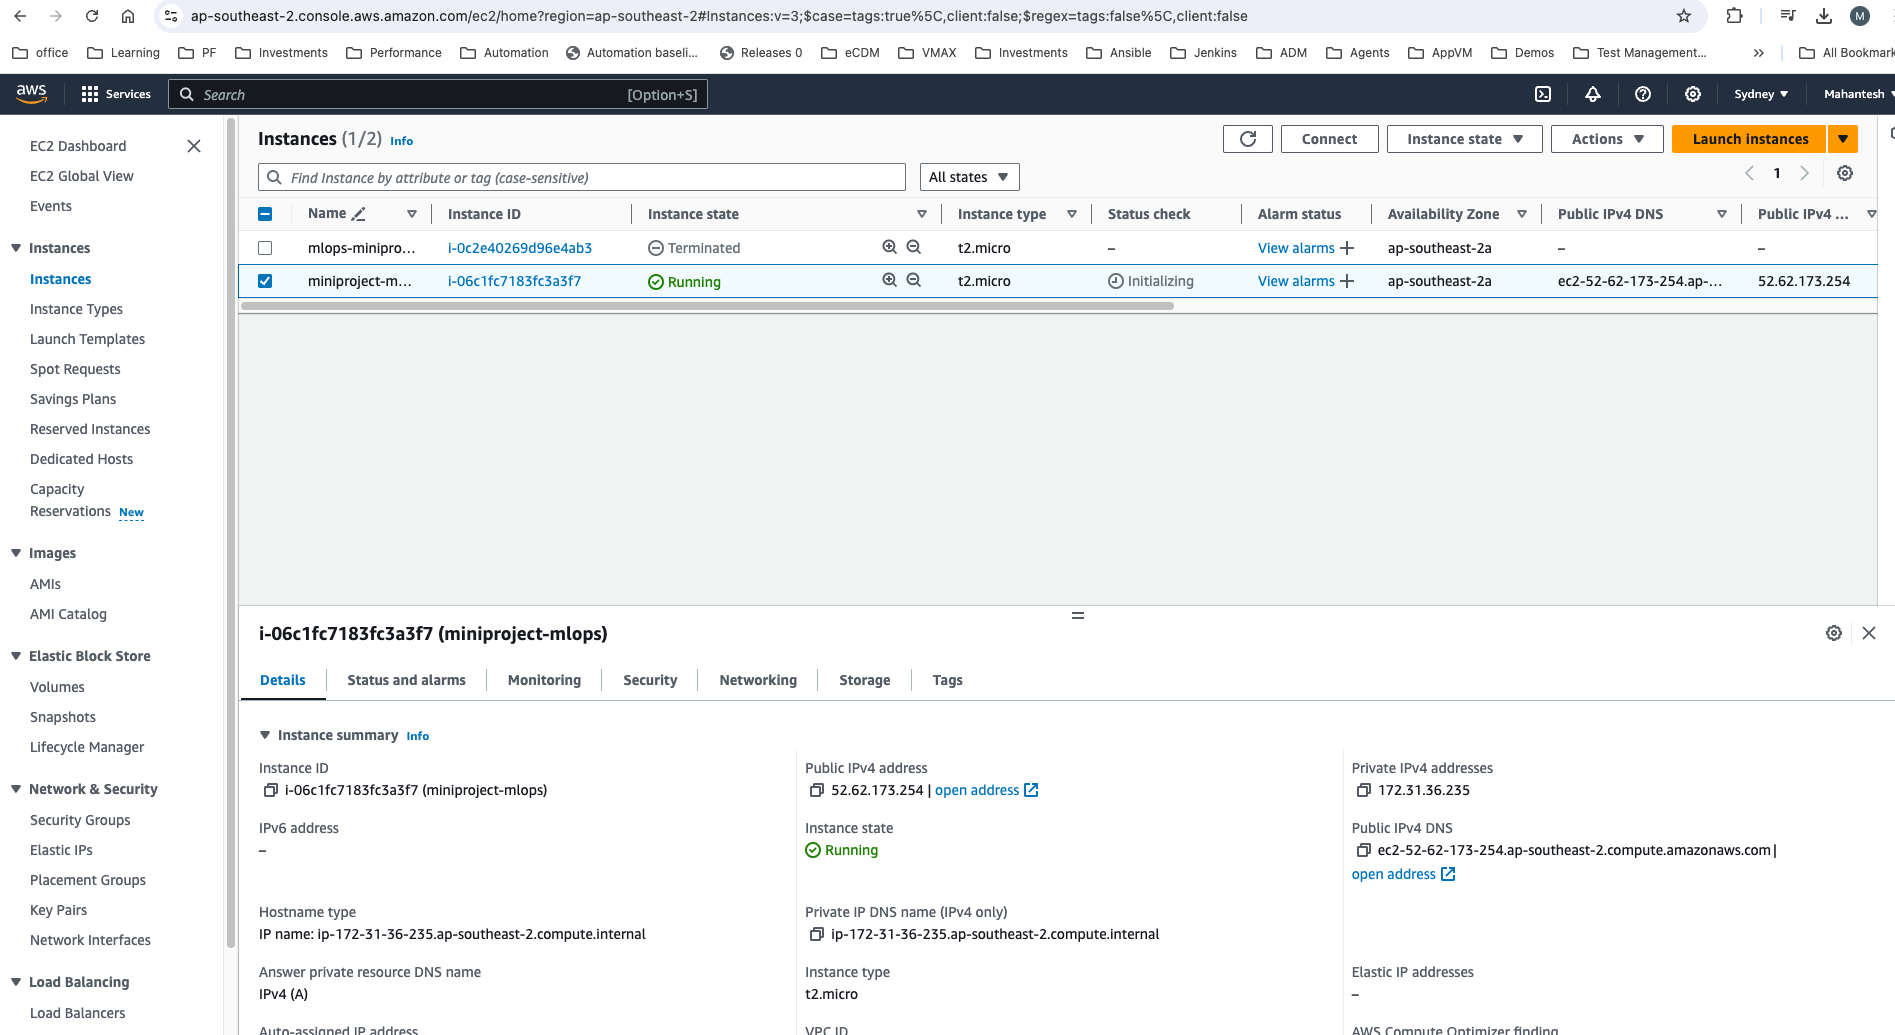 ap-southeast-2.console.aws.amazon.com/ec2/home?region=ap-southeast-2#Instances:v=3;$case=tags:true%5C,client:false;$regex=tags:false%5C,client:false
M
office Learning PF Investments Performance Automation Automation baseli... Releases 0 eCDM VMAX Investments Ansible Jenkins ADM Agents AppVM Demos Test Management... » All Bookmark
aws Services Search [Option+S] Sydney Mahantesh
EC2 Dashboard
EC2 Global View
Events
Instances
Instances
Instance Types
Launch Templates
Spot Requests
Savings Plans
Reserved Instances
Dedicated Hosts
Capacity
Reservations New
Images
AMIs
AMI Catalog
Elastic Block Store
Volumes
Snapshots
Lifecycle Manager
Network & Security
Security Groups
Elastic IPs
Placement Groups
Key Pairs
Network Interfaces
Load Balancing
Load Balancers
Instances (1/2) Info Connect Instance state Actions Launch instances
Find Instance by attribute or tag (case-sensitive) All states 1
Name Instance ID Instance state Instance type Status check Alarm status Availability Zone Public IPv4 DNS Public IPv4 ...
mlops-minipro... i-0c2e40269d96e4ab3 Terminated t2.micro – View alarms + ap-southeast-2a – –
miniproject-m... i-06c1fc7183fc3a3f7 Running t2.micro Initializing View alarms + ap-southeast-2a ec2-52-62-173-254.ap-... 52.62.173.254
i-06c1fc7183fc3a3f7 (miniproject-mlops)
Details Status and alarms Monitoring Security Networking Storage Tags
Instance summary Info
Instance ID
i-06c1fc7183fc3a3f7 (miniproject-mlops)
Public IPv4 address
52.62.173.254 | open address
Private IPv4 addresses
172.31.36.235
IPv6 address
–
Instance state
Running
Public IPv4 DNS
ec2-52-62-173-254.ap-southeast-2.compute.amazonaws.com |
open address
Hostname type
IP name: ip-172-31-36-235.ap-southeast-2.compute.internal
Private IP DNS name (IPv4 only)
ip-172-31-36-235.ap-southeast-2.compute.internal
Answer private resource DNS name
IPv4 (A)
Instance type
t2.micro
Elastic IP addresses
–
Auto-assigned IP address
VPC ID
AWS Compute Optimizer finding